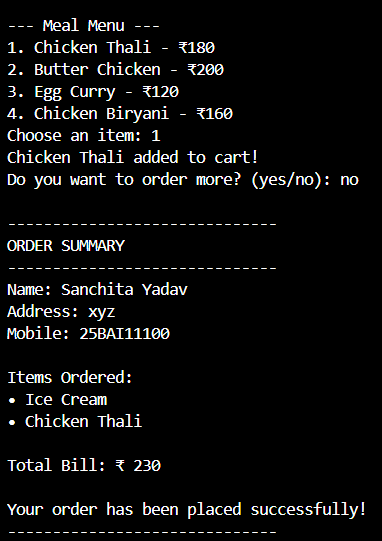 --- Meal Menu ---
1. Chicken Thali - ₹180
2. Butter Chicken - ₹200
3. Egg Curry - ₹120
4. Chicken Biryani - ₹160
Choose an item: 1
Chicken Thali added to cart!
Do you want to order more? (yes/no): no
------------------------------
ORDER SUMMARY
------------------------------
Name: Sanchita Yadav
Address: xyz
Mobile: 25BAI11100
Items Ordered:
• Ice Cream
• Chicken Thali
Total Bill: ₹ 230
Your order has been placed successfully!
------------------------------